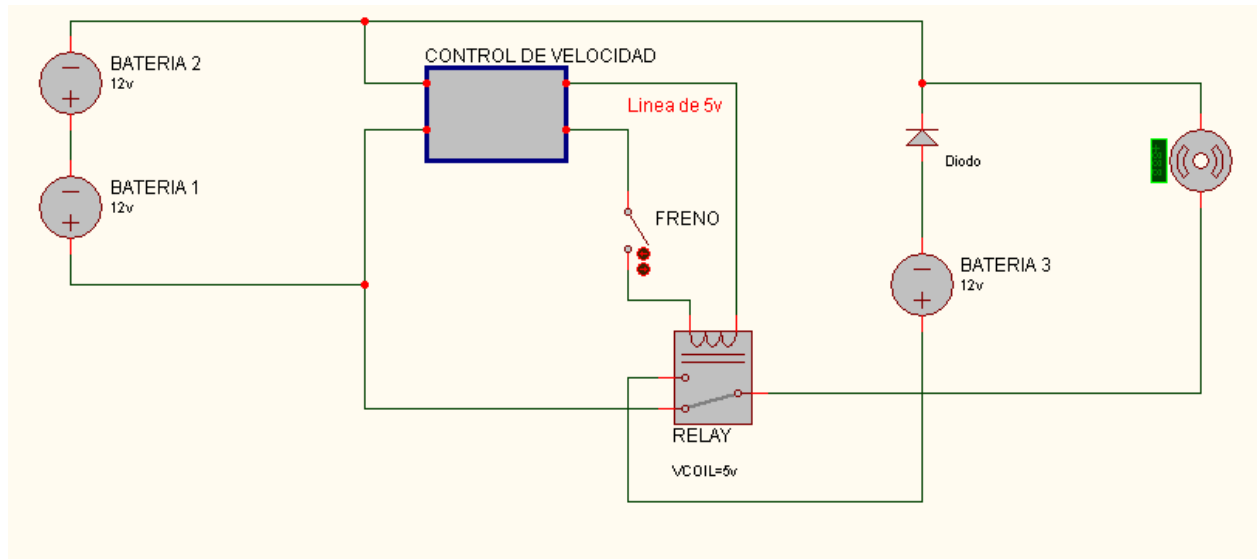 BATERIA 2
12v
CONTROL DE VELOCIDAD
Linea de 5v
BATERIA 1
12v
Diodo
FRENO
BATERIA 3
12v
RELAY
VCOIL=5v